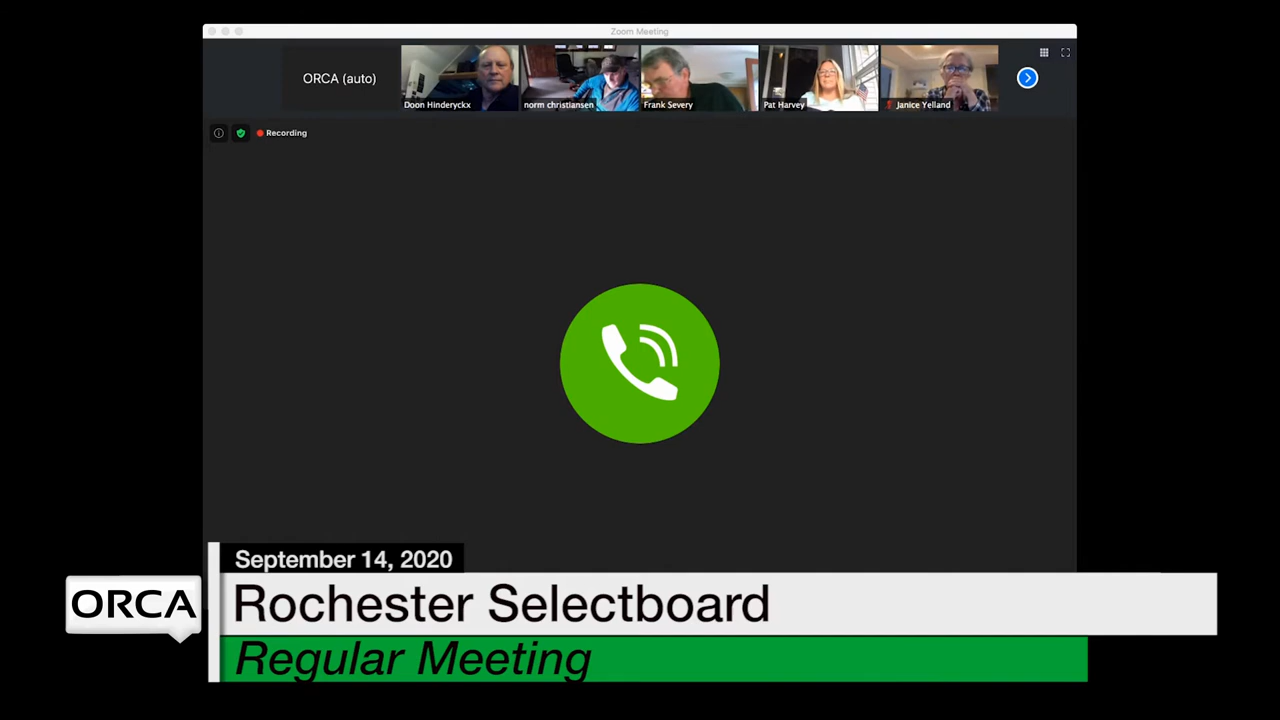 Zoom Meeting
ORCA (auto)
Doon Hinderyckx
norm christiansen
Frank Severy
Pat Harvey
Janice Yelland
Recording
September 14, 2020
ORCA
Rochester Selectboard
Regular Meeting